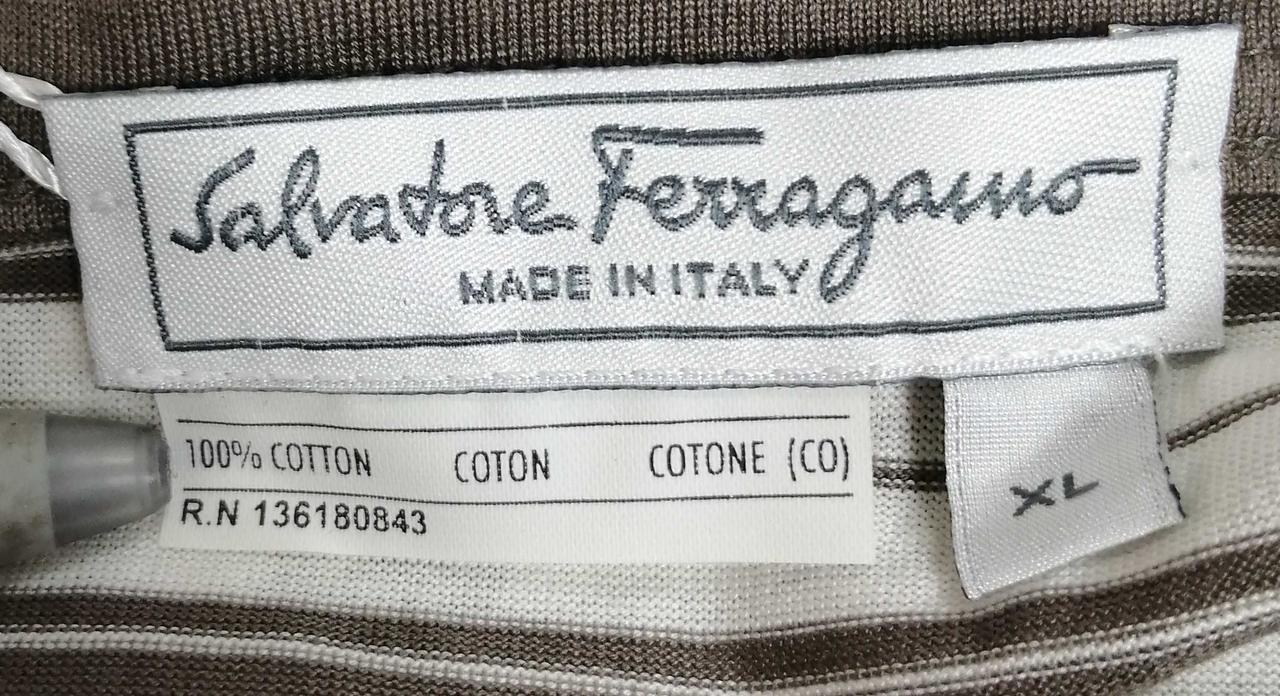 Salvatore Ferragamo
MADE IN ITALY
100% COTTON COTON COTONE (CO)
R.N 136180843
XL